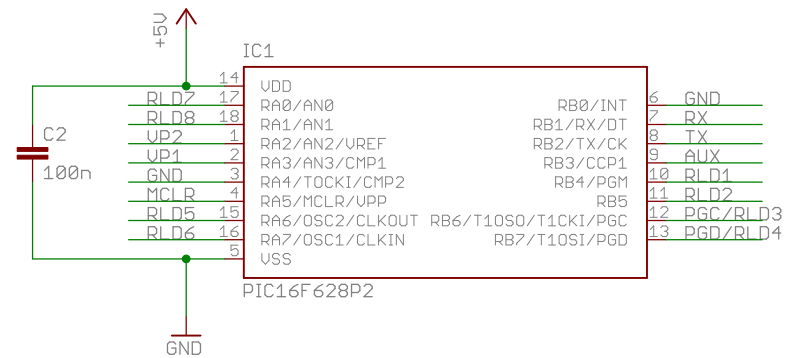 +5V
IC1
14 VDD
RLD7 17 RA0/AN0 RB0/INT 6 GND
RLD8 18 RA1/AN1 RB1/RX/DT 7 RX
VP2 1 RA2/AN2/VREF RB2/TX/CK 8 TX
C2
VP1 2 RA3/AN3/CMP1 RB3/CCP1 9 AUX
100n
GND 3 RA4/TOCKI/CMP2 RB4/PGM 10 RLD1
MCLR 4 RA5/MCLR/VPP RB5 11 RLD2
RLD5 15 RA6/OSC2/CLKOUT RB6/T1OSO/T1CKI/PGC 12 PGC/RLD3
RLD6 16 RA7/OSC1/CLKIN RB7/T1OSI/PGD 13 PGD/RLD4
5 VSS
PIC16F628P2
GND